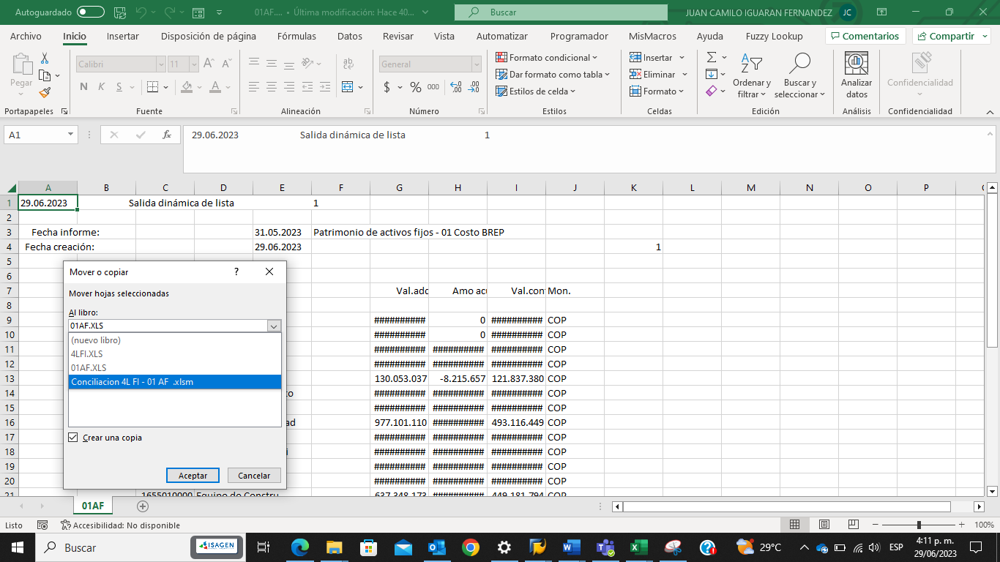 Autoguardado
01AF.... • Última modificación: Hace 40...
Buscar
JUAN CAMILO IGUARAN FERNANDEZ
JC
Archivo Inicio Insertar Disposición de página Fórmulas Datos Revisar Vista Automatizar Programador MisMacros Ayuda Fuzzy Lookup Comentarios Compartir
Pegar
Calibri 11
N K S
General
$ % 000
Formato condicional
Dar formato como tabla
Estilos de celda
Insertar
Eliminar
Formato
Ordenar y filtrar
Buscar y seleccionar
Analizar datos
Confidencialidad
Portapapeles Fuente Alineación Número Estilos Celdas Edición Análisis Confidencialidad
A1 fx 29.06.2023 Salida dinámica de lista 1
A B C D E F G H I J K L M N O P
1 29.06.2023 Salida dinámica de lista 1
2
3 Fecha informe: 31.05.2023 Patrimonio de activos fijos - 01 Costo BREP
4 Fecha creación: 29.06.2023 1
5
6
7 Val.adq Amo acu Val.con Mon.
8
9 ########## 0 ########## COP
10 ########## 0 ########## COP
11 ########## ########## ########## COP
12 ########## ########## ########## COP
13 130.053.037 -8.215.657 121.837.380 COP
14 co ########## ########## ########## COP
15 ########## ########## ########## COP
16 ad 977.101.110 ########## 493.116.449 COP
17 ########## ########## ########## COP
18 i ########## ########## ########## COP
19 ########## ########## ########## COP
20 ########## ########## ########## COP
21 1655010000 Equipo de Constru 637.348.173 ########## 449.181.794 COP
Mover o copiar
?
Mover hojas seleccionadas
Al libro:
01AF.XLS
(nuevo libro)
4LFI.XLS
01AF.XLS
Conciliacion 4L FI - 01 AF .xlsm
Crear una copia
Aceptar Cancelar
01AF
Listo Accesibilidad: No disponible 100%
Buscar
ISAGEN
29°C
ESP
4:11 p. m.
29/06/2023